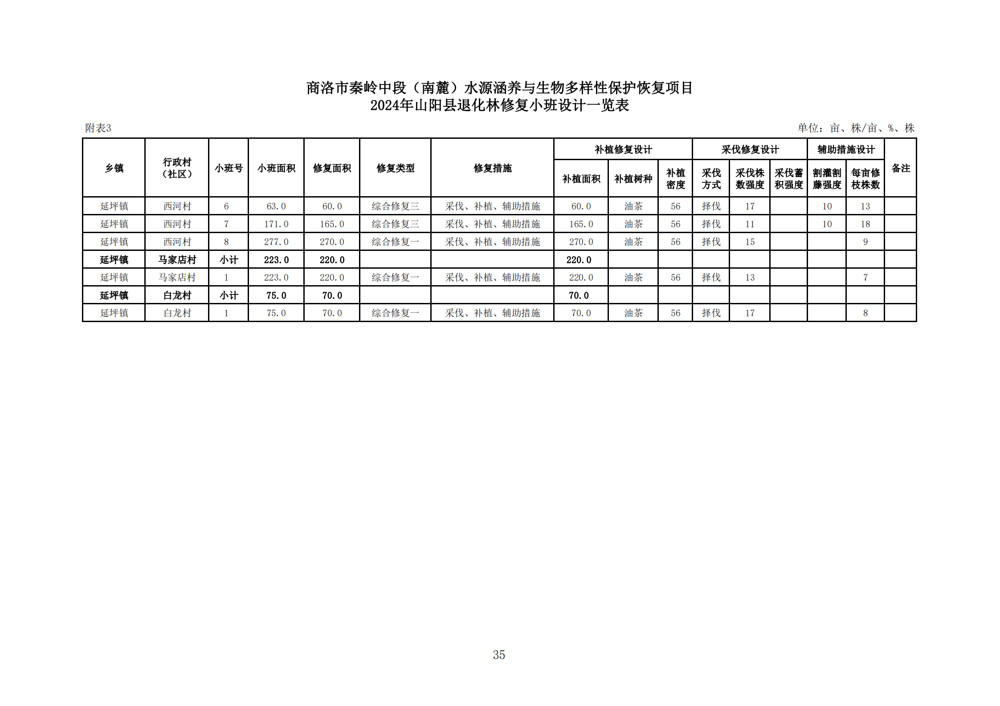 商洛市秦岭中段（南麓）水源涵养与生物多样性保护恢复项目
2024年山阳县退化林修复小班设计一览表
附表3 单位：亩、株/亩、%、株
乡镇 行政村（社区） 小班号 小班面积 修复面积 修复类型 修复措施 补植修复设计 采伐修复设计 辅助措施设计 备注
补植面积 补植树种 补植密度 采伐方式 采伐株数强度 采伐蓄积强度 割灌割藤强度 每亩修枝株数
延坪镇 西河村 6 63.0 60.0 综合修复三 采伐、补植、辅助措施 60.0 油茶 56 择伐 17 10 13
延坪镇 西河村 7 171.0 165.0 综合修复三 采伐、补植、辅助措施 165.0 油茶 56 择伐 11 10 18
延坪镇 西河村 8 277.0 270.0 综合修复一 采伐、补植、辅助措施 270.0 油茶 56 择伐 15 9
延坪镇 马家店村 小计 223.0 220.0 220.0
延坪镇 马家店村 1 223.0 220.0 综合修复一 采伐、补植、辅助措施 220.0 油茶 56 择伐 13 7
延坪镇 白龙村 小计 75.0 70.0 70.0
延坪镇 白龙村 1 75.0 70.0 综合修复一 采伐、补植、辅助措施 70.0 油茶 56 择伐 17 8
35